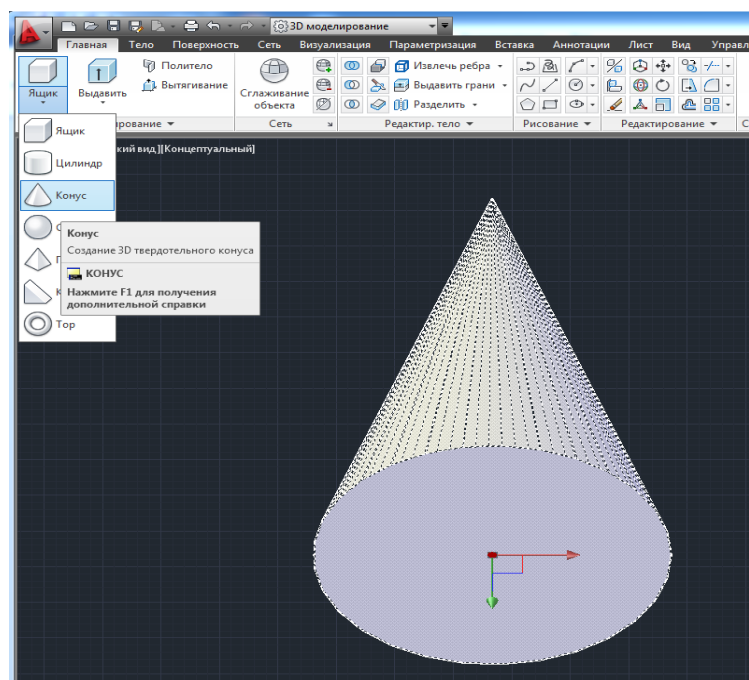 3D моделирование
Главная Тело Поверхность Сеть Визуализация Параметризация Вставка Аннотации Лист Вид Управл
Ящик
Выдавить
Политело
Вытягивание
Сглаживание
объекта
Извлечь ребра
Выдавить грани
Разделить
рование Сеть Редактир. тело Рисование Редактирование С
кий вид][Концептуальный]
Ящик
Цилиндр
Конус
Конус
Создание 3D твердотельного конуса
КОНУС
Нажмите F1 для получения
дополнительной справки
Тор